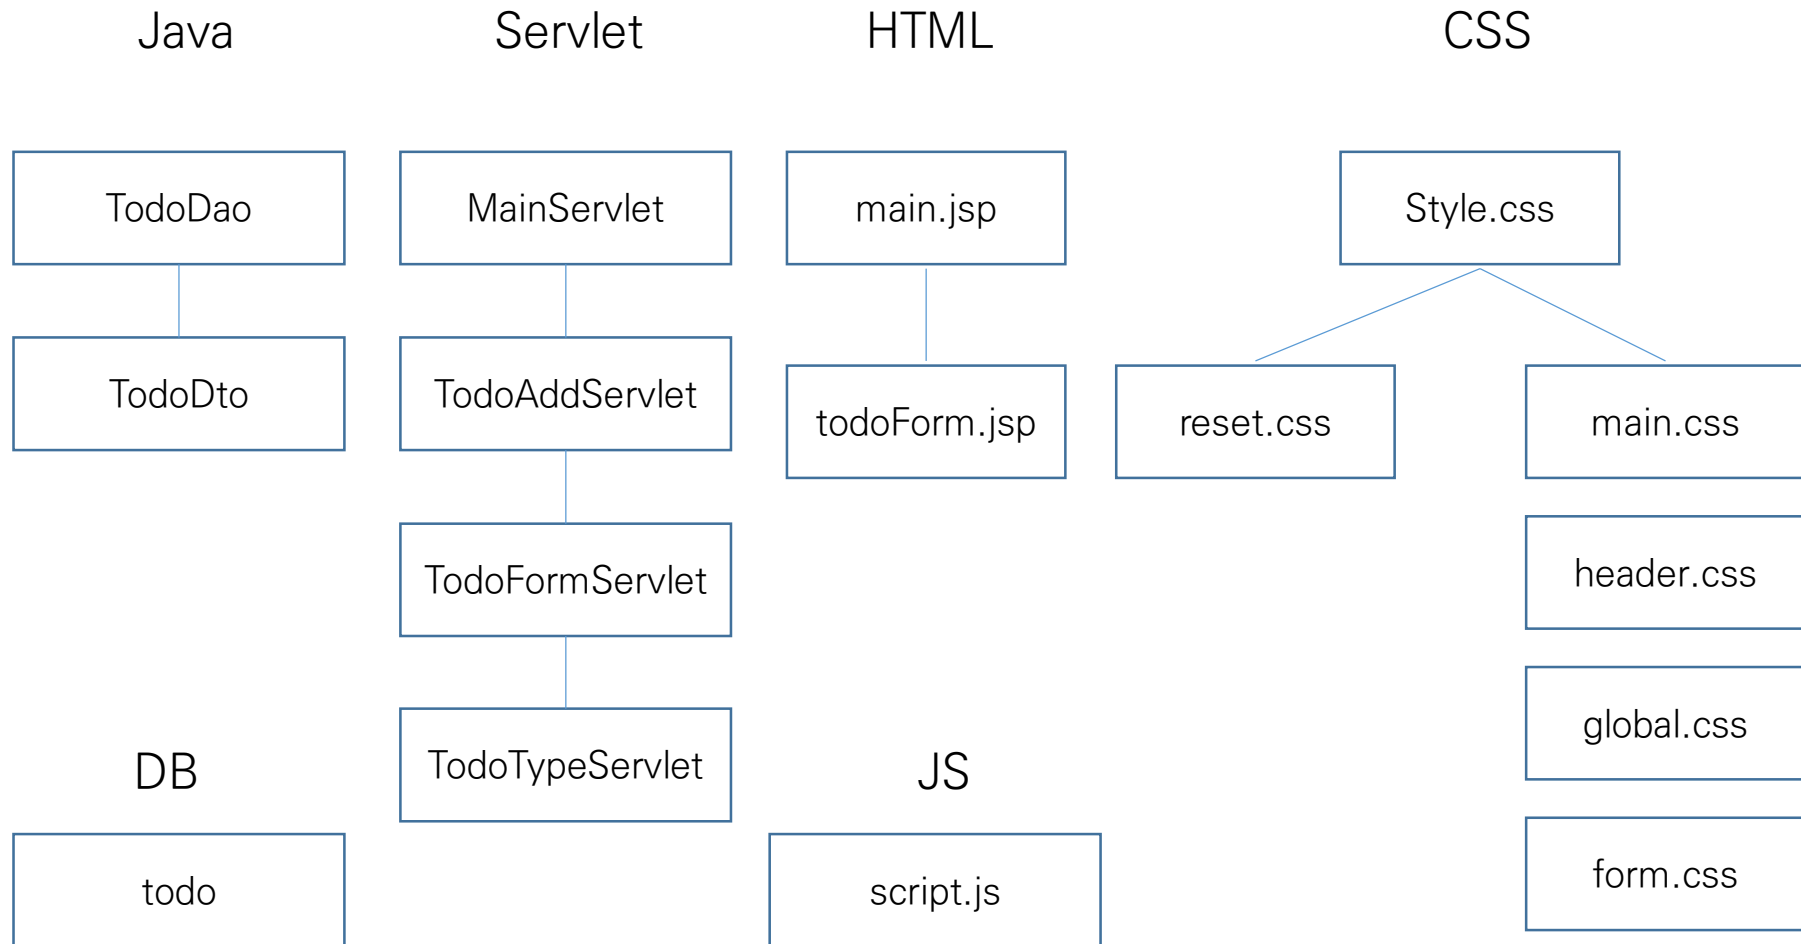 Java
Servlet
HTML
CSS
TodoDao
MainServlet
main.jsp
Style.css
TodoDto
TodoAddServlet
todoForm.jsp
reset.css
main.css
TodoFormServlet
header.css
TodoTypeServlet
global.css
DB
JS
todo
script.js
form.css